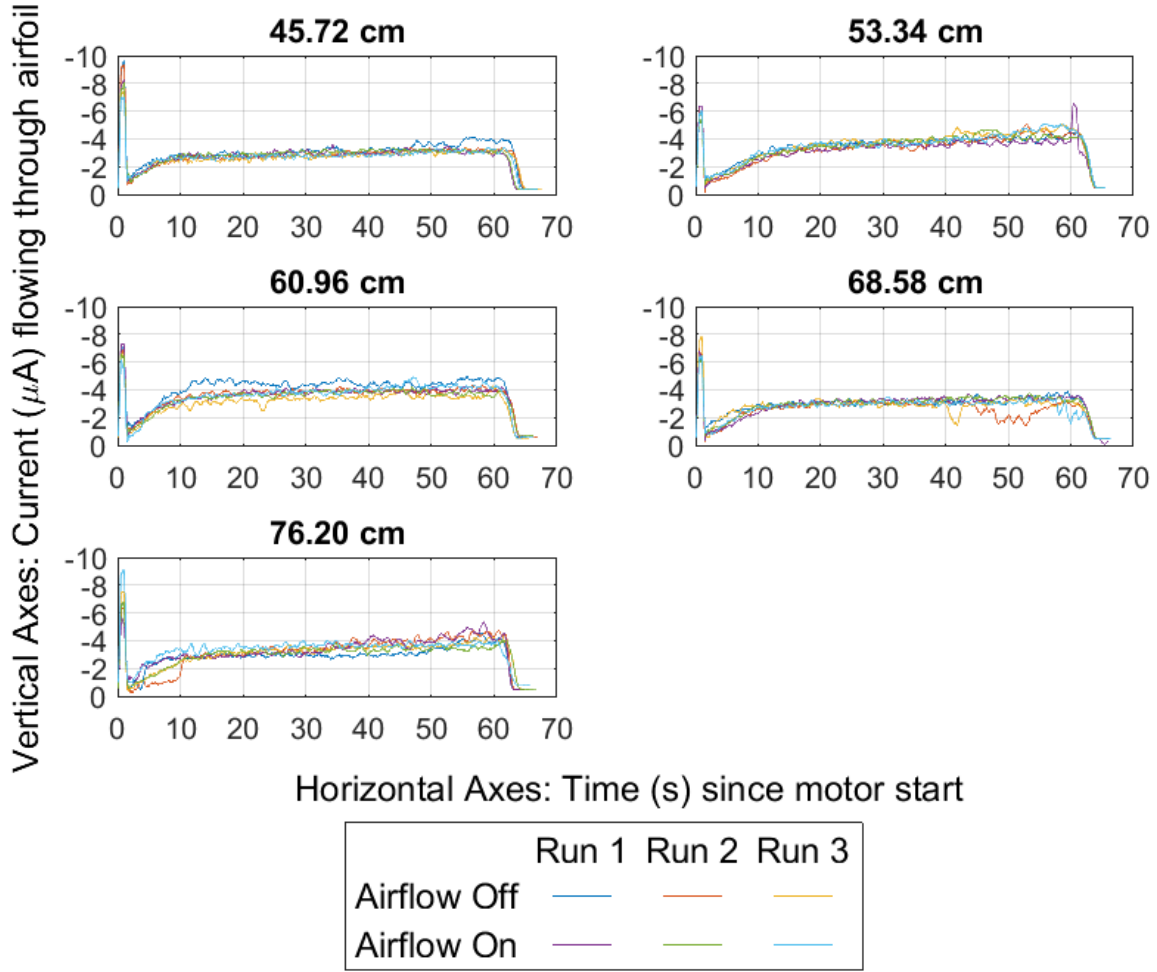 Vertical Axes: Current (μA) flowing through airfoil
45.72 cm
-10
-8
-6
-4
-2
0
0 10 20 30 40 50 60 70
53.34 cm
-10
-8
-6
-4
-2
0
0 10 20 30 40 50 60 70
60.96 cm
-10
-8
-6
-4
-2
0
0 10 20 30 40 50 60 70
68.58 cm
-10
-8
-6
-4
-2
0
0 10 20 30 40 50 60 70
76.20 cm
-10
-8
-6
-4
-2
0
0 10 20 30 40 50 60 70
Horizontal Axes: Time (s) since motor start
Run 1 Run 2 Run 3
Airflow Off
Airflow On